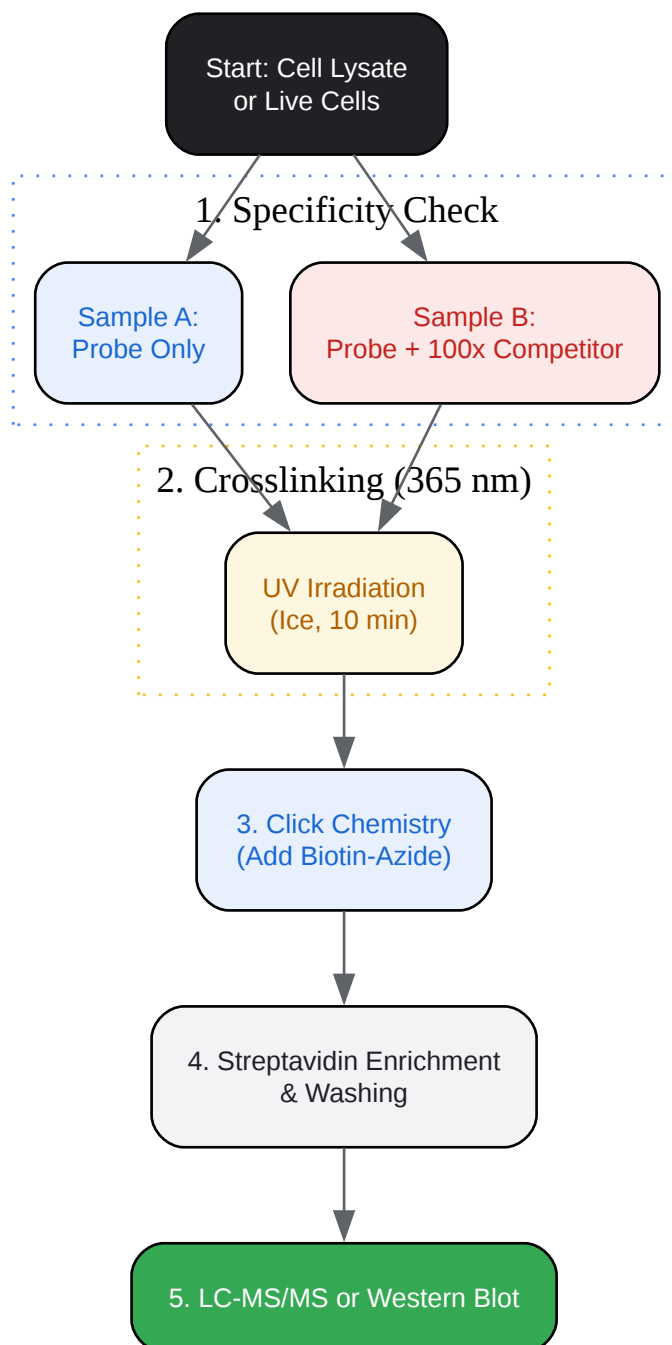 Start: Cell Lysate
or Live Cells
1. Specificity Check
Sample A:
Probe Only
Sample B:
Probe + 100x Competitor
2. Crosslinking (365 nm)
UV Irradiation
(Ice, 10 min)
3. Click Chemistry
(Add Biotin-Azide)
4. Streptavidin Enrichment
& Washing
5. LC-MS/MS or Western Blot